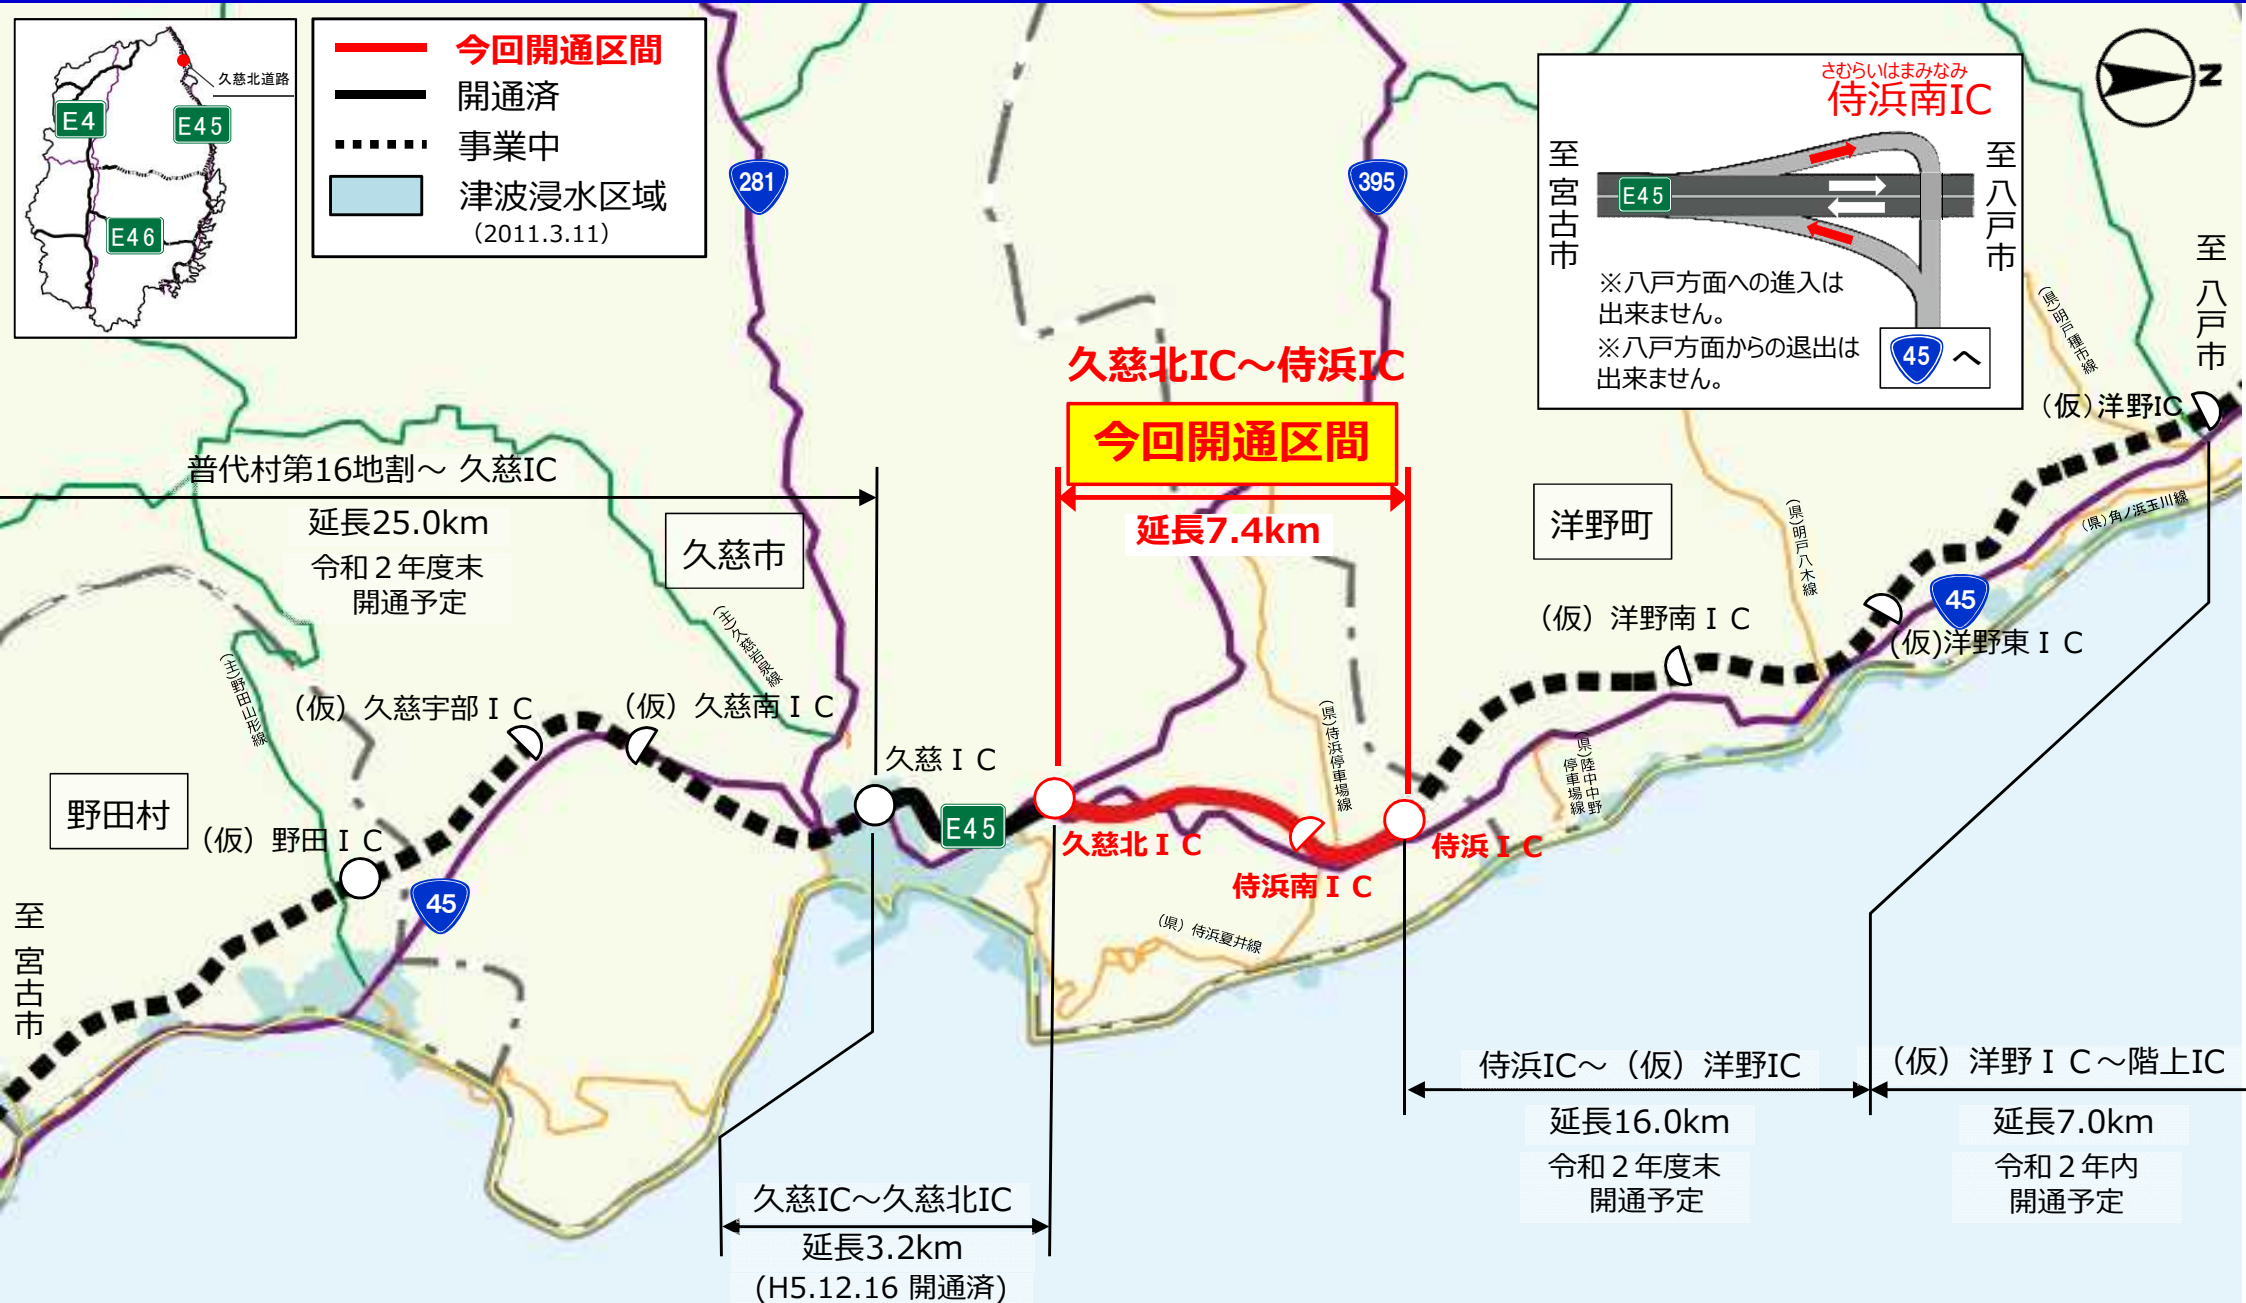 久慈北道路
E4
E45
E46
今回開通区間
開通済
事業中
津波浸水区域
（2011.3.11）
281
395
さむらいはまみなみ
侍浜南IC
至 宮古市
E45
至 八戸市
※八戸方面への進入は
出来ません。
※八戸方面からの退出は
出来ません。
45 へ
N
至 八戸市
(県)明戸種市線
（仮）洋野IC
久慈北IC～侍浜IC
今回開通区間
延長7.4km
普代村第16地割～ 久慈IC
延長25.0km
令和２年度末
開通予定
久慈市
洋野町
(県)明戸八木線
(県)角ノ浜玉川線
45
（仮）洋野南ＩＣ
(仮)洋野東ＩＣ
(主)久慈岩泉線
(主)野田山形線
（仮）久慈宇部ＩＣ
（仮）久慈南ＩＣ
久慈ＩＣ
(県)侍浜停車場線
(県)陸中中野
停車場線
野田村
（仮）野田ＩＣ
E45
久慈北ＩＣ
侍浜ＩＣ
侍浜南ＩＣ
45
(県) 侍浜夏井線
至 宮古市
侍浜IC～（仮）洋野IC
延長16.0km
令和２年度末
開通予定
（仮）洋野ＩＣ～階上IC
延長7.0km
令和２年内
開通予定
久慈IC～久慈北IC
延長3.2km
(H5.12.16 開通済)